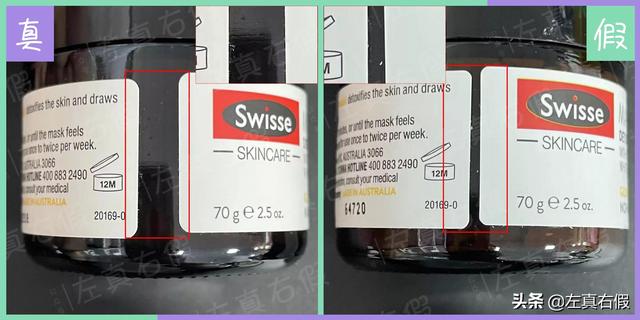 真
detoxifies the skin and draws
or until the mask feels
once to twice per week.
AUSTRALIA 3066
HOTLINE 400 883 2490
consult your medical
12M
IN AUSTRALIA
20169-0
Swisse
SKINCARE
70 g ℮ 2.5 oz.
假
M
detoxifies the skin and draws
or until the mask feels
use once to twice per week.
AUSTRALIA 3066
HOTLINE 400 883 2490
consult your medical
12M
IN AUSTRALIA
64720
20169-0
Swisse
SKINCARE
70 g ℮ 2.5 oz.
左真右假
头条 @左真右假